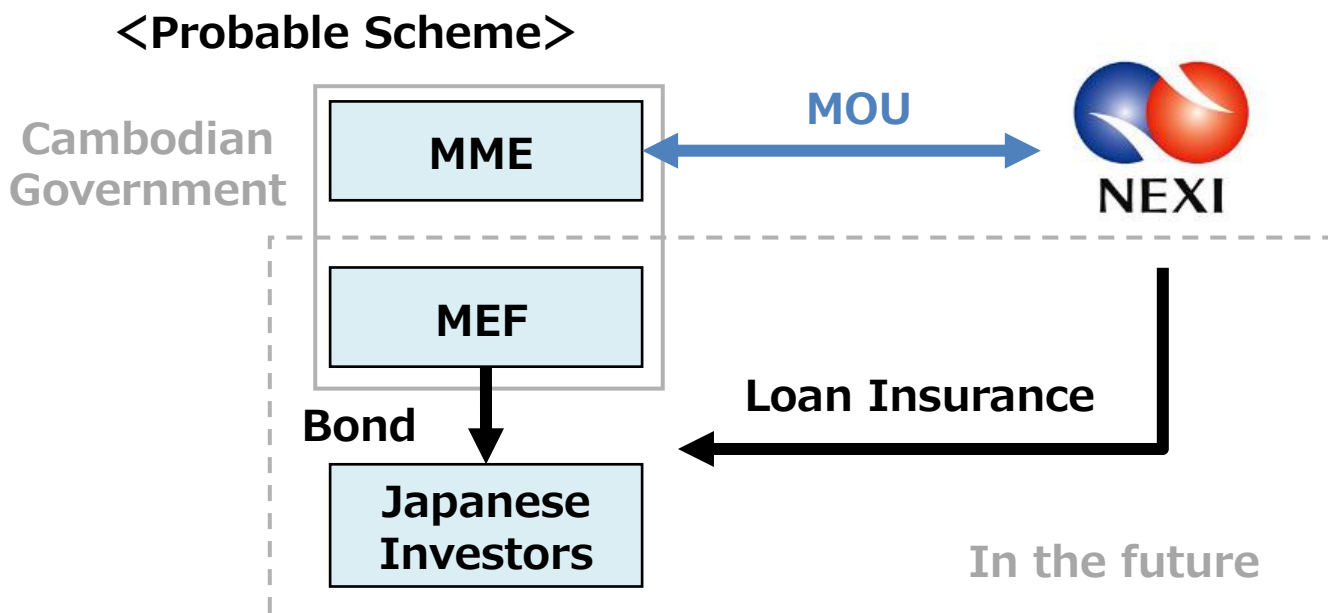 <Probable Scheme>
Cambodian
Government
MME
MOU
NEXI
MEF
Bond
Loan Insurance
Japanese
Investors
In the future